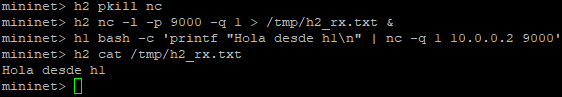 mininet> h2 pkill nc
mininet> h2 nc -l -p 9000 -q 1 > /tmp/h2_rx.txt &
mininet> h1 bash -c 'printf "Hola desde h1\n" | nc -q 1 10.0.0.2 9000'
mininet> h2 cat /tmp/h2_rx.txt
Hola desde h1
mininet>